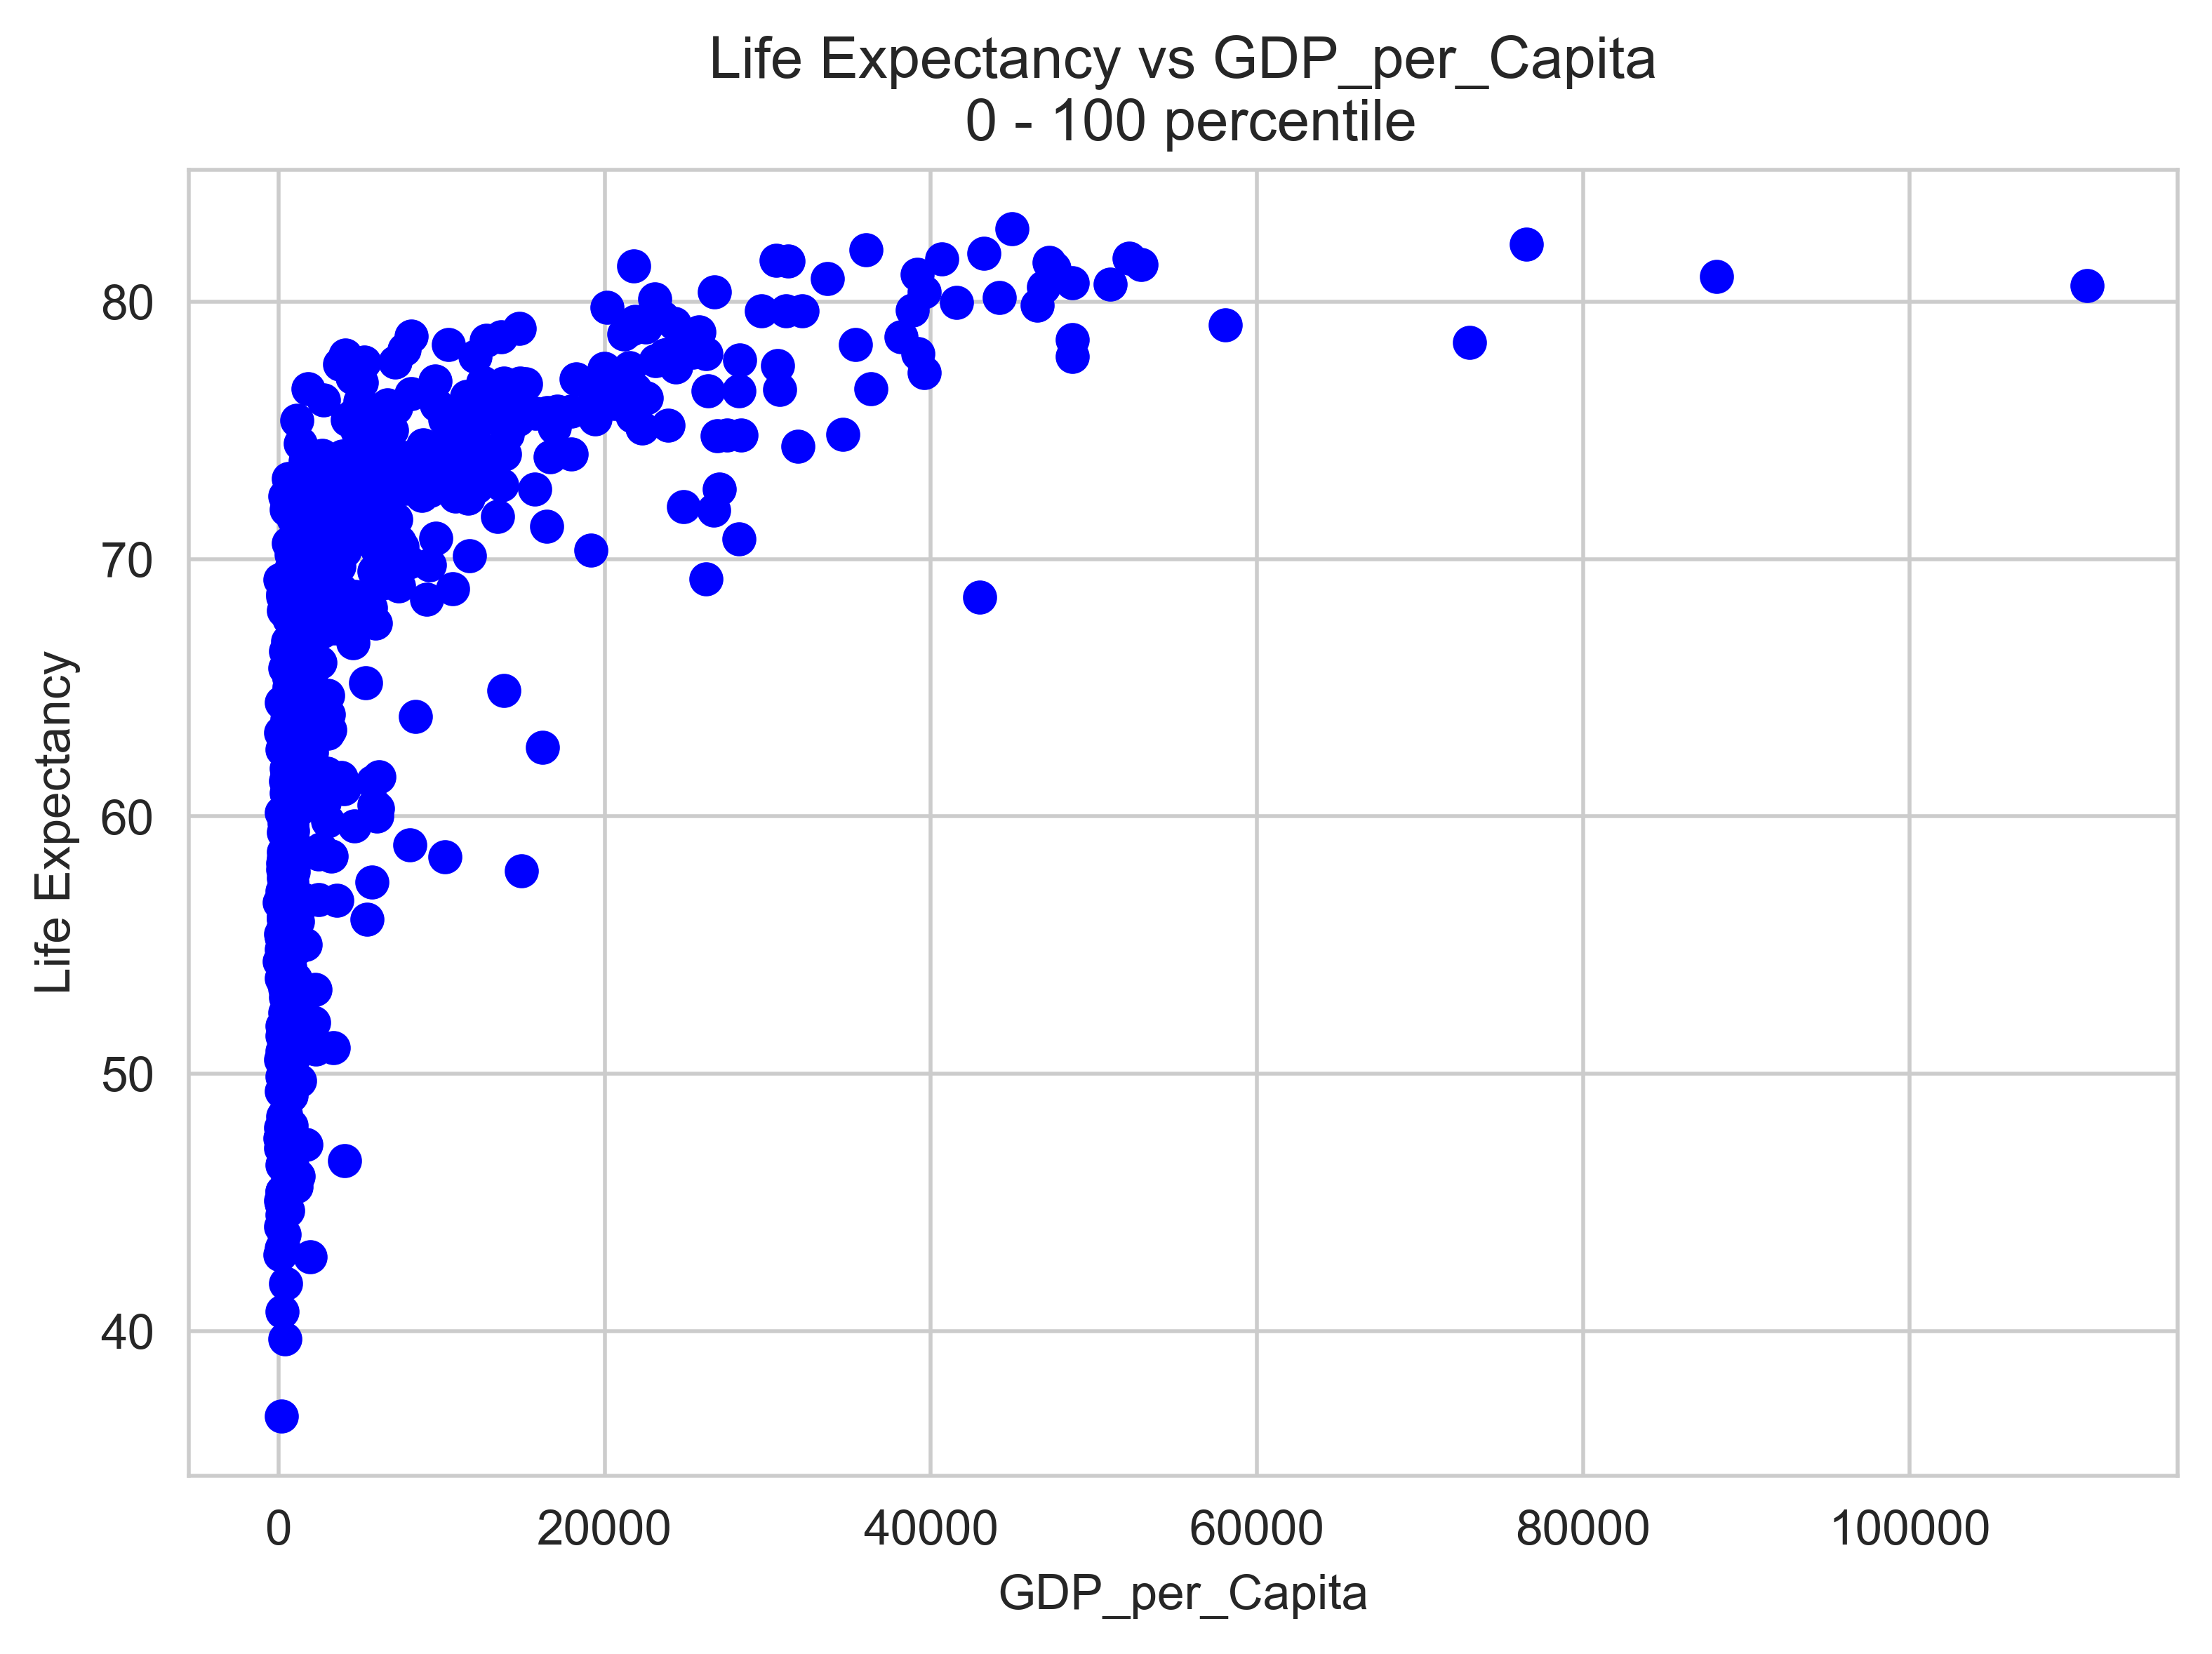 Life Expectancy vs GDP_per_Capita
0 - 100 percentile
Life Expectancy
80
70
60
50
40
0 20000 40000 60000 80000 100000
GDP_per_Capita